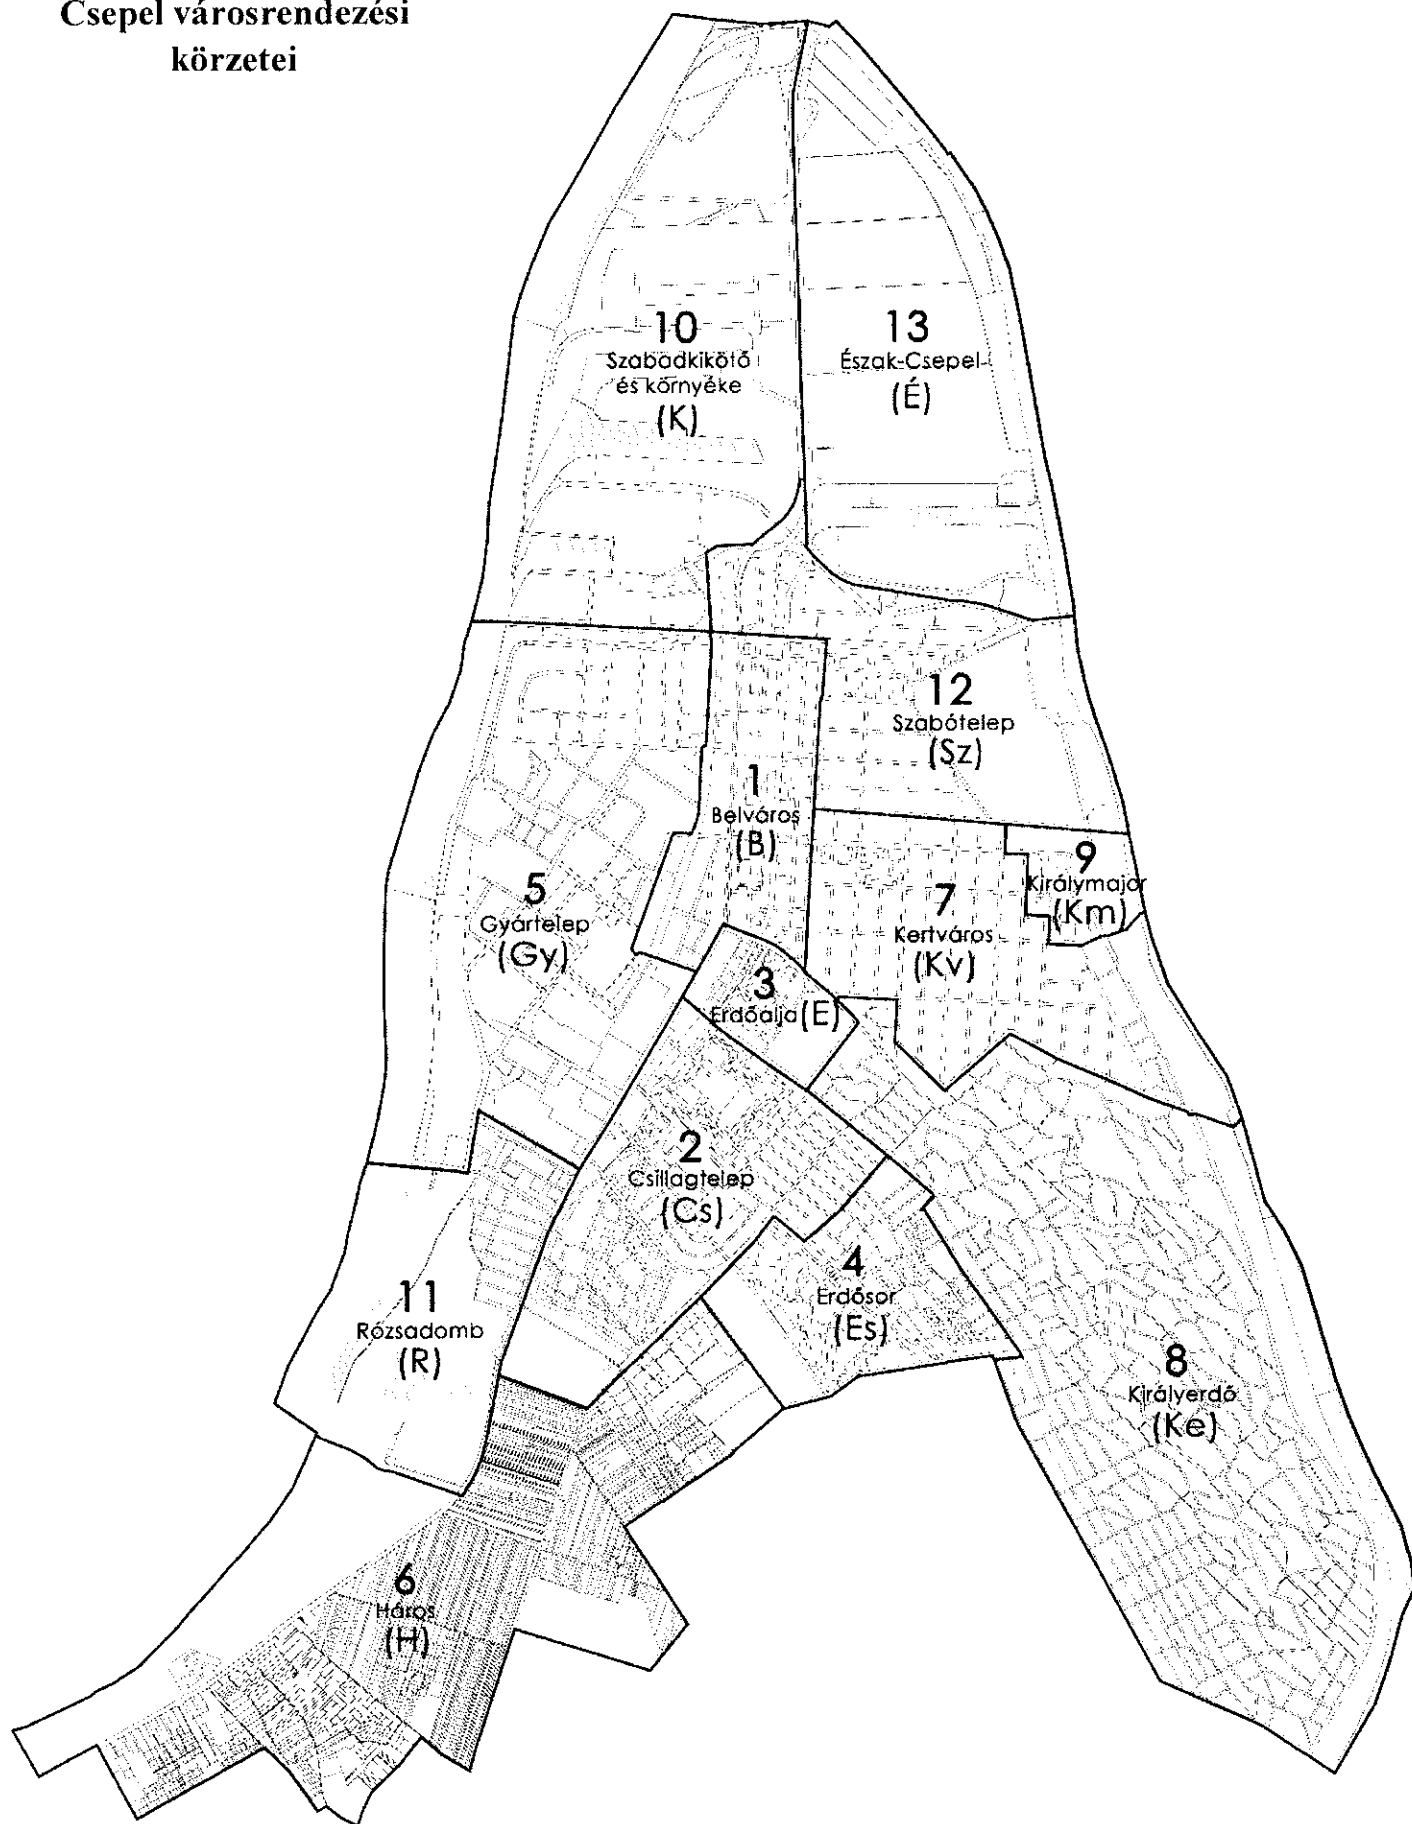 Csepel városrendezési
körzetei
10
Szabadkikötő
és környéke
(K)
13
Észak-Csepel
(É)
12
Szabótelep
(Sz)
1
Belváros
(B)
9
Királymajor
(Km)
5
Gyártelep
(Gy)
7
Kertváros
(Kv)
3
Erdőalja (E)
2
Csillagtelep
(Cs)
4
Erdősor
(Es)
11
Rózsadomb
(R)
8
Királyerdő
(Ke)
6
Háros
(H)